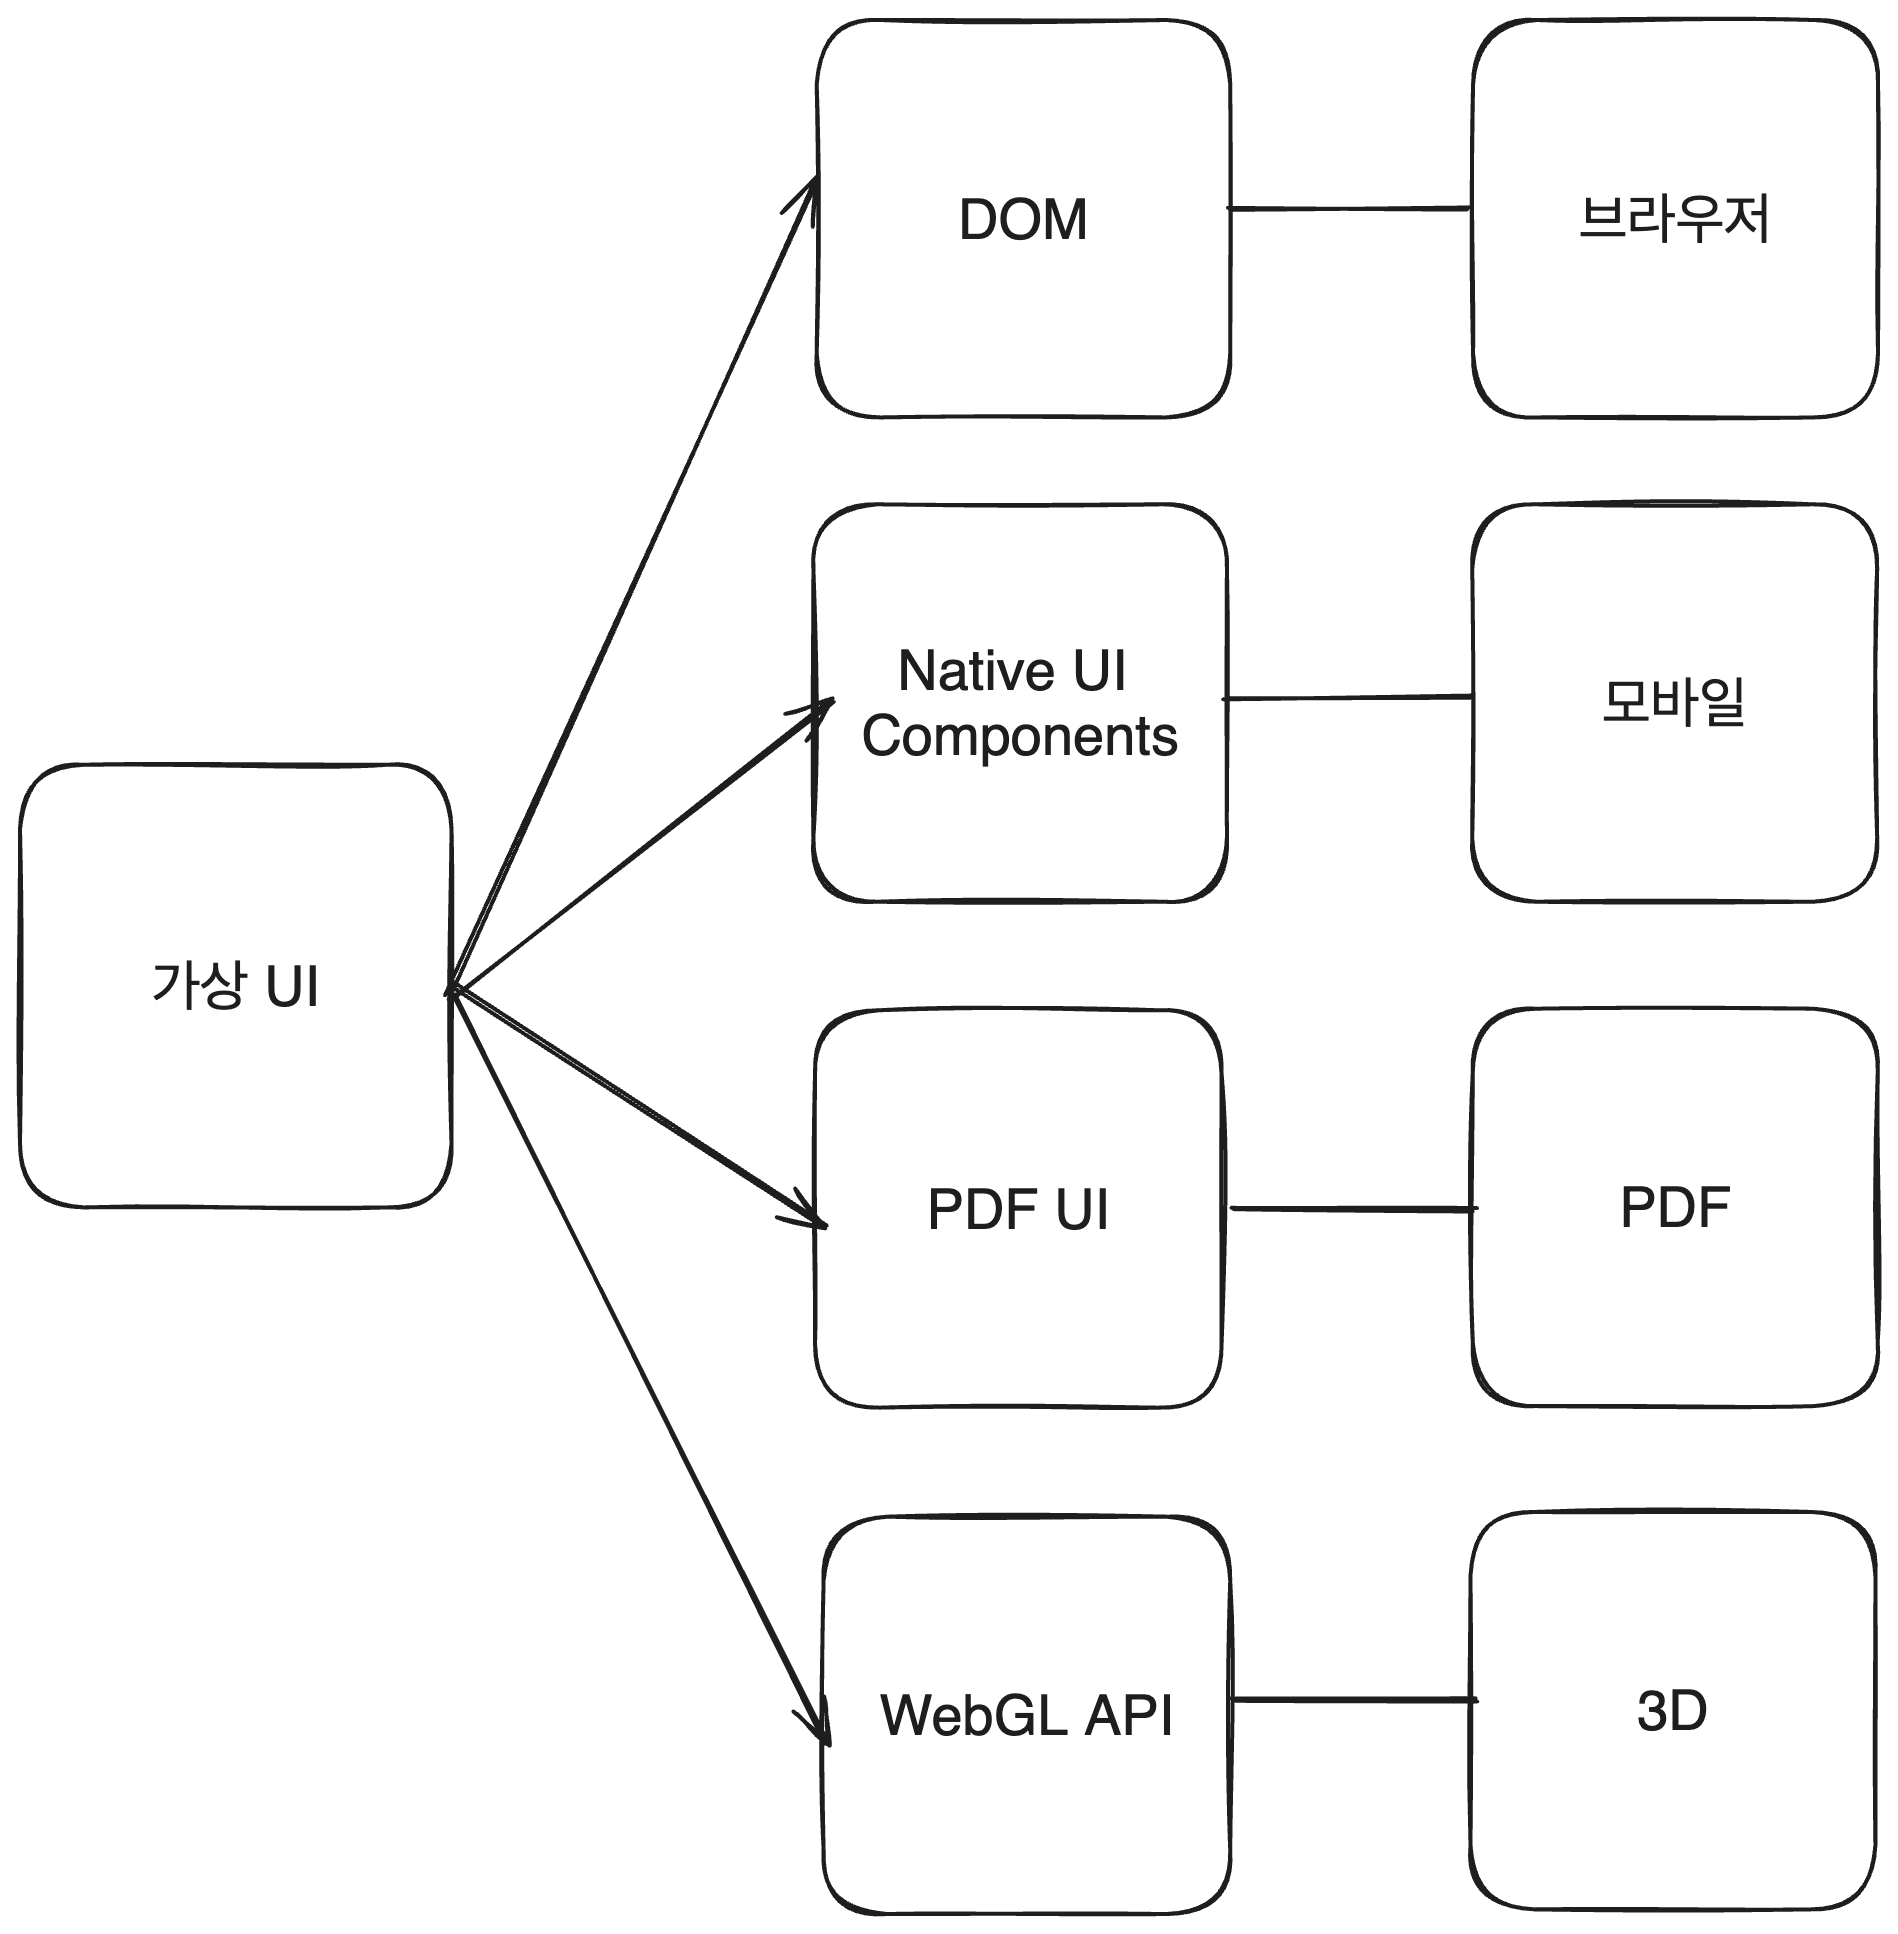 DOM
브라우저
Native UI
Components
모바일
가상 UI
PDF UI
PDF
WebGL API
3D